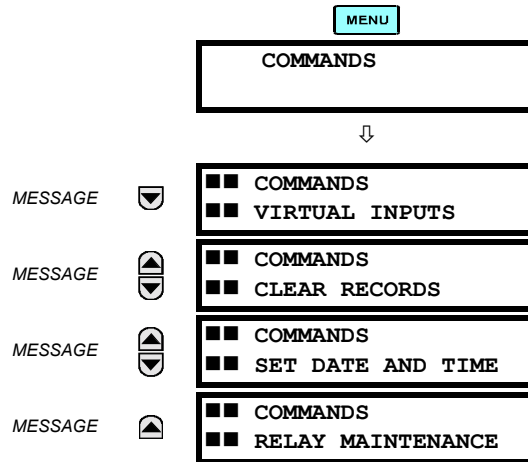 MENU
COMMANDS
MESSAGE
COMMANDS
VIRTUAL INPUTS
MESSAGE
COMMANDS
CLEAR RECORDS
MESSAGE
COMMANDS
SET DATE AND TIME
MESSAGE
COMMANDS
RELAY MAINTENANCE